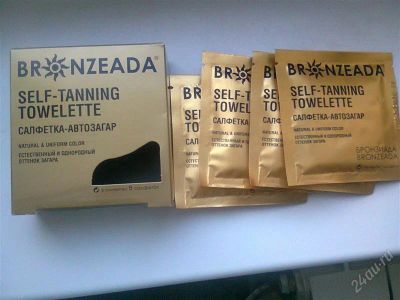 BRONZEADA®
SELF-TANNING
TOWELETTE
САЛФЕТКА-АВТОЗАГАР
NATURAL & UNIFORM COLOR
ЕСТЕСТВЕННЫЙ И ОДНОРОДНЫЙ
ОТТЕНОК ЗАГАРА
BRONZEADA
SELF-TANNING
TOWELETTE
САЛФЕТКА-АВТОЗАГАР
NATURAL & UNIFORM COLOR
ЕСТЕСТВЕННЫЙ И ОДНОРОДНЫЙ
ОТТЕНОК ЗАГАРА
БРОНЗИАДА
BRONZEADA
24au.ru